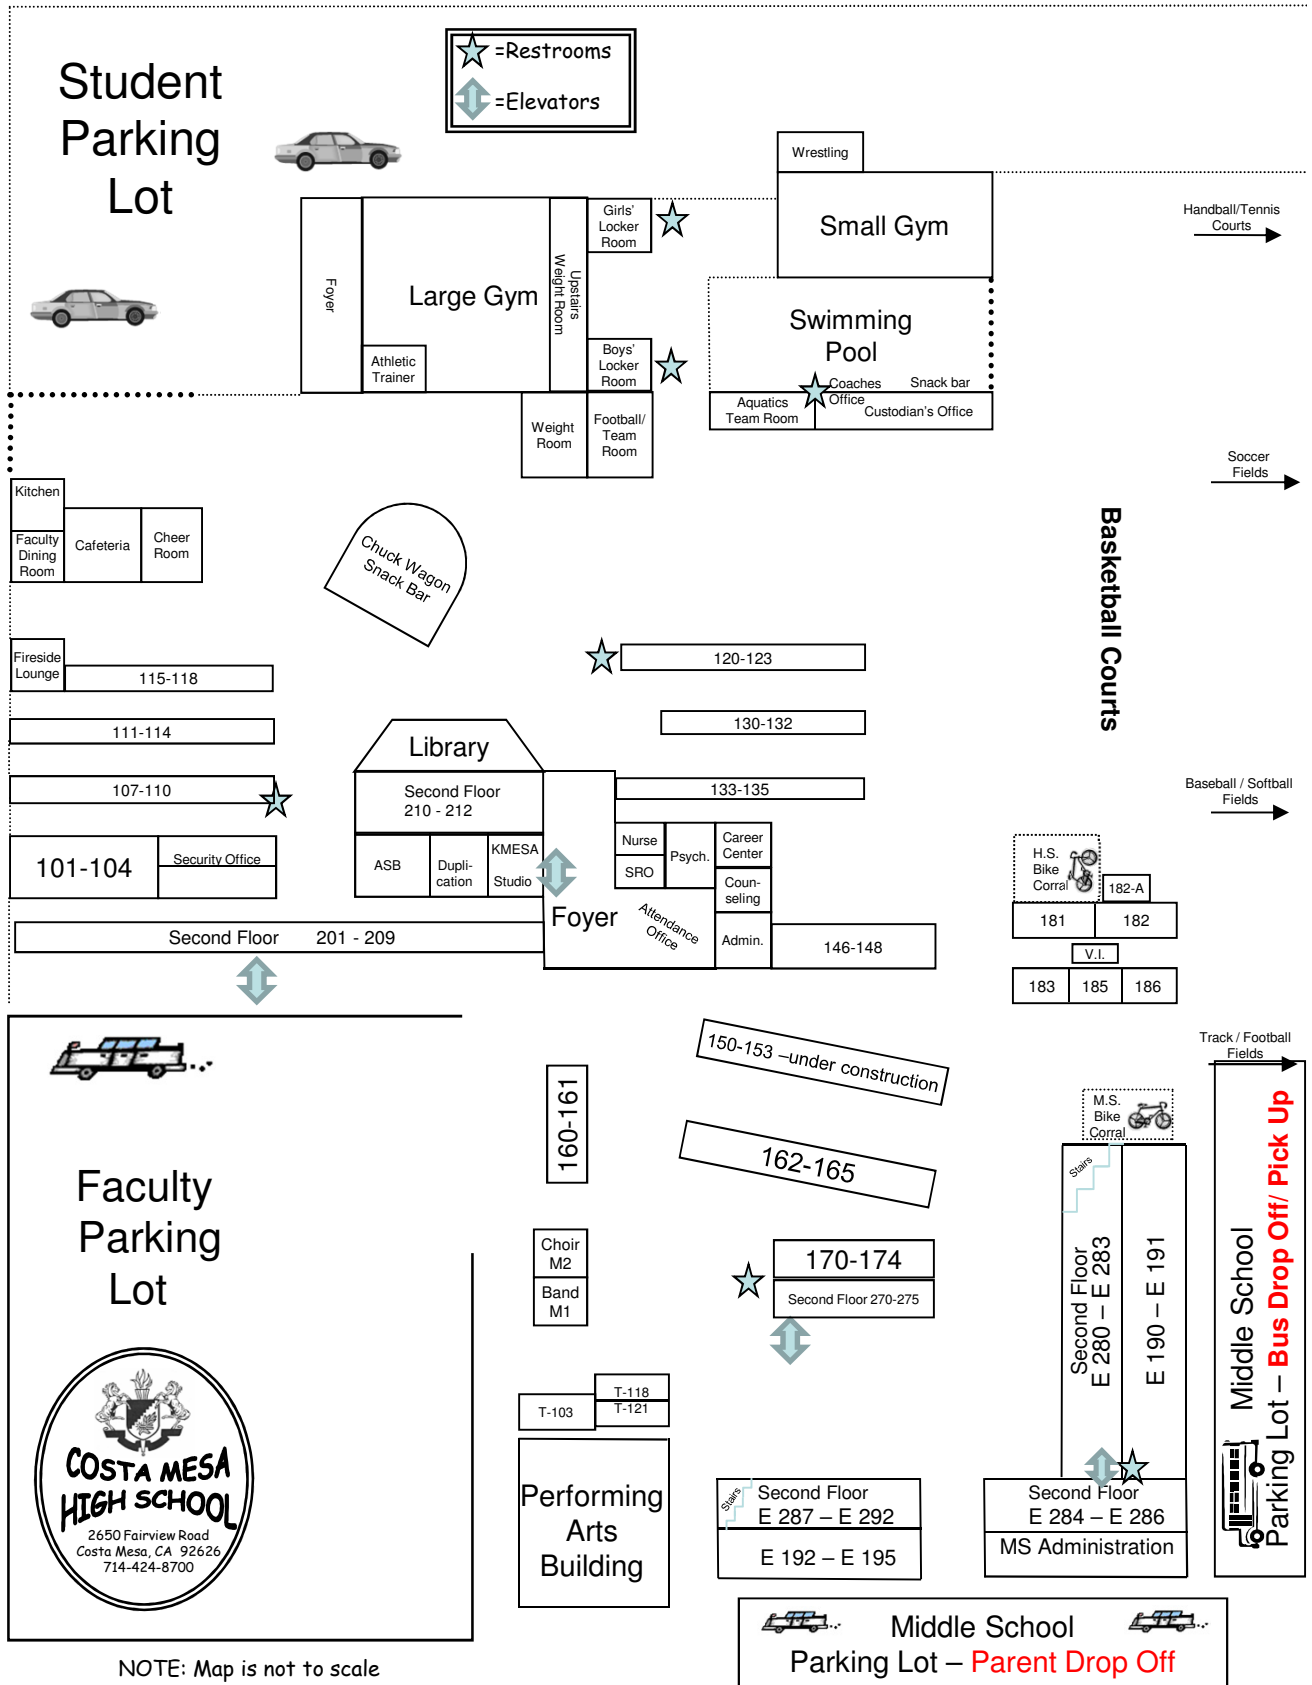 Student
Parking
Lot
=Restrooms
=Elevators
Wrestling
Small Gym
Handball/Tennis
Courts
Foyer
Large Gym
Upstairs
Weight Room
Girls'
Locker
Room
Athletic
Trainer
Boys'
Locker
Room
Swimming
Pool
Coaches
Office
Snack bar
Aquatics
Team Room
Custodian's Office
Weight
Room
Football/
Team
Room
Soccer
Fields
Kitchen
Faculty
Dining
Room
Cafeteria
Cheer
Room
Chuck Wagon
Snack Bar
Basketball Courts
Fireside
Lounge
115-118
120-123
111-114
130-132
Library
107-110
Second Floor
210 - 212
133-135
Baseball / Softball
Fields
101-104
Security Office
ASB
Dupli-
cation
KMESA
Studio
Nurse
SRO
Psych.
Career
Center
Coun-
seling
Admin.
H.S.
Bike
Corral
182-A
181
182
Second Floor 201 - 209
Foyer
Attendance
Office
146-148
V.I.
183
185
186
150-153 –under construction
Track / Football
Fields
160-161
162-165
M.S.
Bike
Corral
Stairs
Faculty
Parking
Lot
Choir
M2
Band
M1
170-174
Second Floor 270-275
Second Floor
E 280 – E 283
E 190 – E 191
Middle School
Parking Lot – Bus Drop Off/ Pick Up
COSTA MESA
HIGH SCHOOL
2650 Fairview Road
Costa Mesa, CA 92626
714-424-8700
T-103
T-118
T-121
Performing
Arts
Building
Stairs
Second Floor
E 287 – E 292
E 192 – E 195
Second Floor
E 284 – E 286
MS Administration
Middle School
Parking Lot – Parent Drop Off
NOTE: Map is not to scale